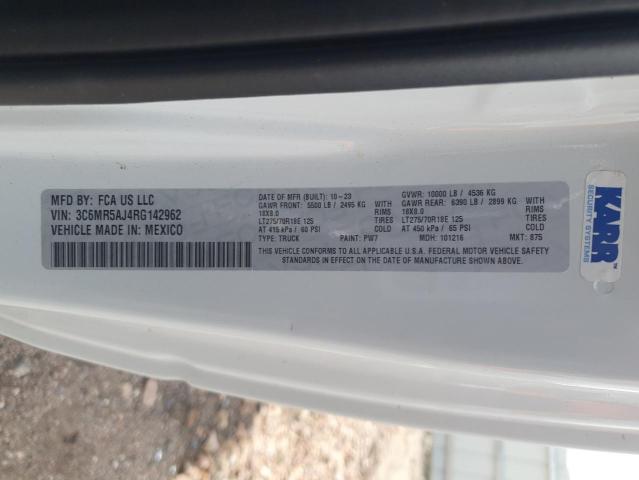 MFD BY: FCA US LLC
VIN: 3C6MR5AJ4RG142962
VEHICLE MADE IN: MEXICO
DATE OF MFR (BUILT): 10-23
GAWR FRONT: 5500 LB / 2495 KG WITH
18X8.0 TIRES
LT275/70R18E 125 RIMS
AT 415 kPa / 60 PSI COLD
TYPE: TRUCK PAINT: PW7
GVWR: 10000 LB / 4536 KG
GAWR REAR: 6390 LB / 2899 KG WITH
18X8.0 TIRES
LT275/70R18E 125 RIMS
AT 450 kPa / 65 PSI COLD
MDH: 101216 MKT: 875
THIS VEHICLE CONFORMS TO ALL APPLICABLE U.S.A. FEDERAL MOTOR VEHICLE SAFETY
STANDARDS IN EFFECT ON THE DATE OF MANUFACTURE SHOWN ABOVE.
KARR
SECURITY SYSTEMS